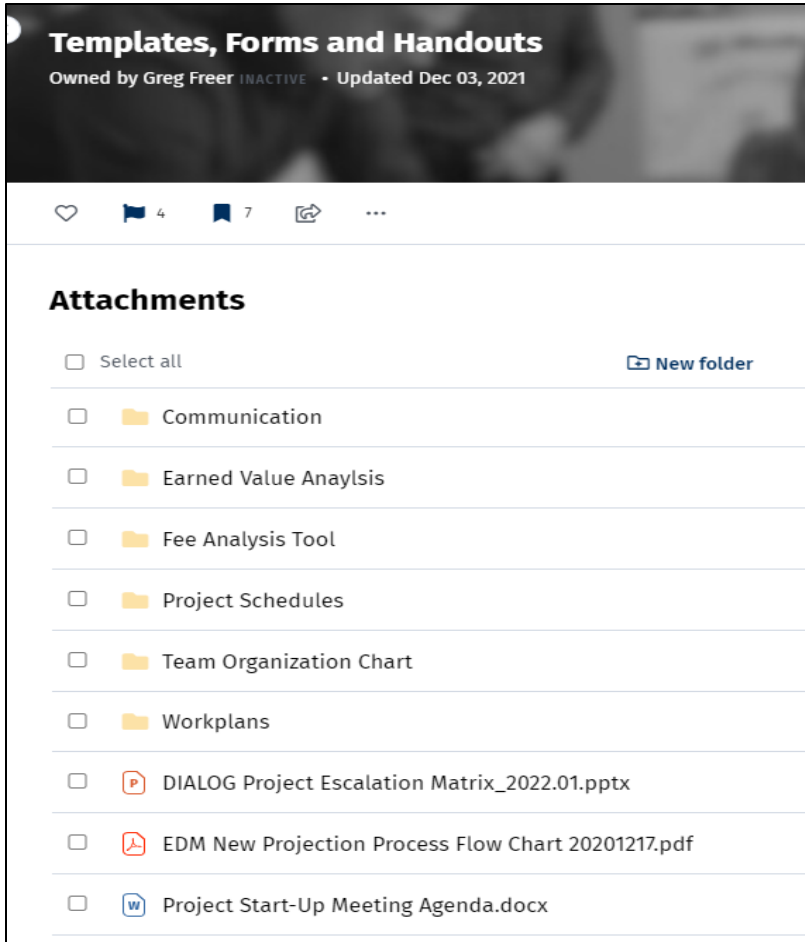 Templates, Forms and Handouts
Owned by Greg Freer INACTIVE • Updated Dec 03, 2021
4 7 ...
Attachments
Select all New folder
Communication
Earned Value Anaylsis
Fee Analysis Tool
Project Schedules
Team Organization Chart
Workplans
P DIALOG Project Escalation Matrix_2022.01.pptx
EDM New Projection Process Flow Chart 20201217.pdf
W Project Start-Up Meeting Agenda.docx